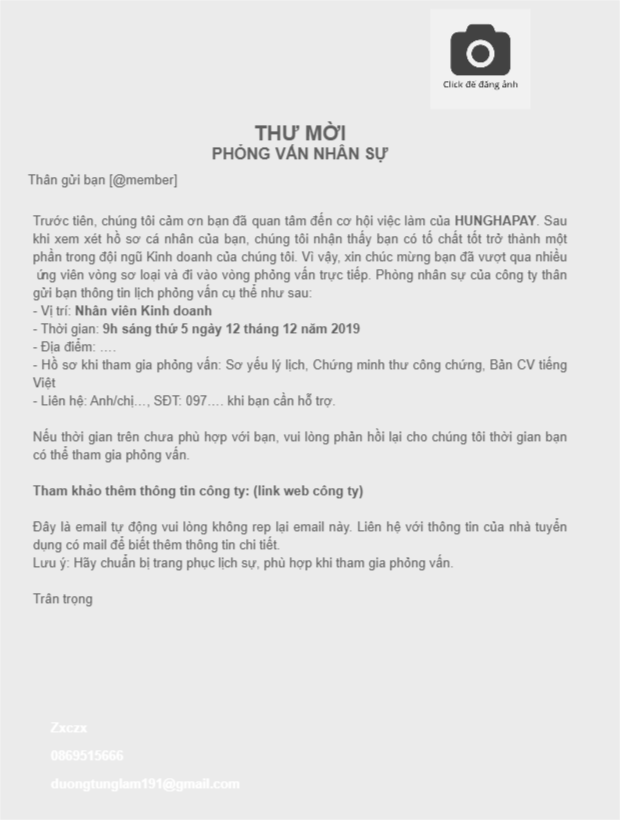 Click để đăng ảnh
THƯ MỜI
PHỎNG VẤN NHÂN SỰ
Thân gửi bạn [@member]
Trước tiên, chúng tôi cảm ơn bạn đã quan tâm đến cơ hội việc làm của HUNGHAPAY. Sau
khi xem xét hồ sơ cá nhân của bạn, chúng tôi nhận thấy bạn có tố chất tốt trở thành một
phần trong đội ngũ Kinh doanh của chúng tôi. Vì vậy, xin chúc mừng bạn đã vượt qua nhiều
ứng viên vòng sơ loại và đi vào vòng phỏng vấn trực tiếp. Phòng nhân sự của công ty thân
gửi bạn thông tin lịch phỏng vấn cụ thể như sau:
- Vị trí: Nhân viên Kinh doanh
- Thời gian: 9h sáng thứ 5 ngày 12 tháng 12 năm 2019
- Địa điểm: ....
- Hồ sơ khi tham gia phỏng vấn: Sơ yếu lý lịch, Chứng minh thư công chứng, Bản CV tiếng
Việt
- Liên hệ: Anh/chị..., SĐT: 097.... khi bạn cần hỗ trợ.
Nếu thời gian trên chưa phù hợp với bạn, vui lòng phản hồi lại cho chúng tôi thời gian bạn
có thể tham gia phỏng vấn.
Tham khảo thêm thông tin công ty: (link web công ty)
Đây là email tự động vui lòng không rep lại email này. Liên hệ với thông tin của nhà tuyển
dụng có mail để biết thêm thông tin chi tiết.
Lưu ý: Hãy chuẩn bị trang phục lịch sự, phù hợp khi tham gia phỏng vấn.
Trân trọng
Zxczx
0869515666
duongtunglam191@gmail.com